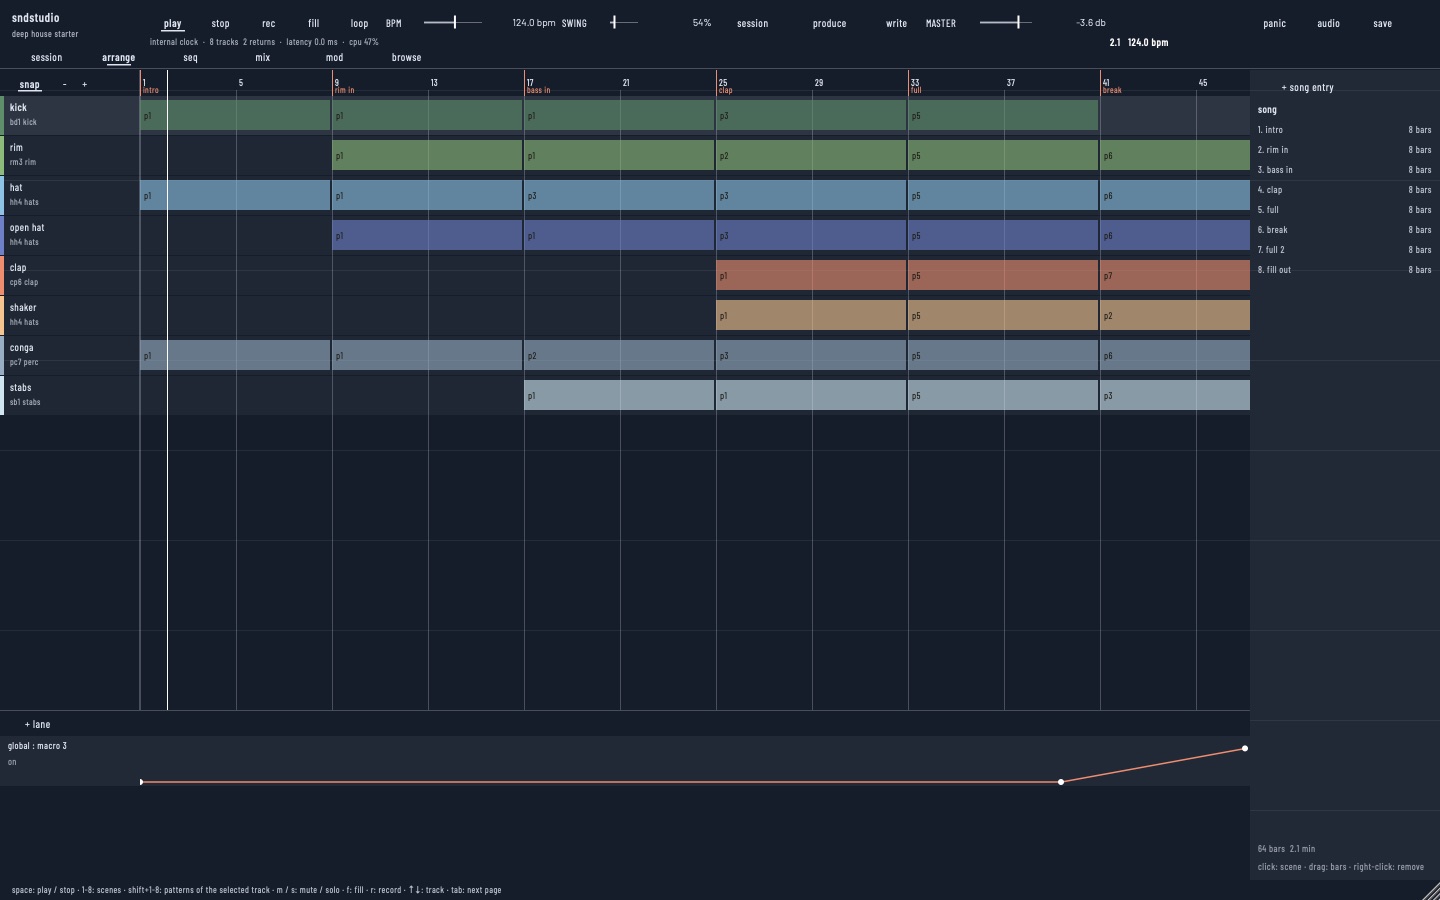 sndstudio
deep house starter
play stop rec fill loop BPM 124.0 bpm SWING 54% session produce write MASTER -3.6 db panic audio save
internal clock · 8 tracks 2 returns · latency 0.0 ms · cpu 47%
2.1 124.0 bpm
session arrange seq mix mod browse
snap - +
1 5 9 13 17 21 25 29 33 37 41 45
intro rim in bass in clap full break
kick
bd1 kick
p1 p1 p1 p3 p5
rim
rm3 rim
p1 p1 p2 p5 p6
hat
hh4 hats
p1 p1 p3 p3 p5 p6
open hat
hh4 hats
p1 p1 p3 p5 p6
clap
cp6 clap
p1 p5 p7
shaker
hh4 hats
p1 p5 p2
conga
pc7 perc
p1 p1 p2 p3 p5 p6
stabs
sb1 stabs
p1 p1 p5 p3
+ song entry
song
1. intro 8 bars
2. rim in 8 bars
3. bass in 8 bars
4. clap 8 bars
5. full 8 bars
6. break 8 bars
7. full 2 8 bars
8. fill out 8 bars
+ lane
global : macro 3
on
64 bars 2.1 min
click: scene · drag: bars · right-click: remove
space: play / stop · 1-8: scenes · shift+1-8: patterns of the selected track · m / s: mute / solo · f: fill · r: record · ↑↓: track · tab: next page